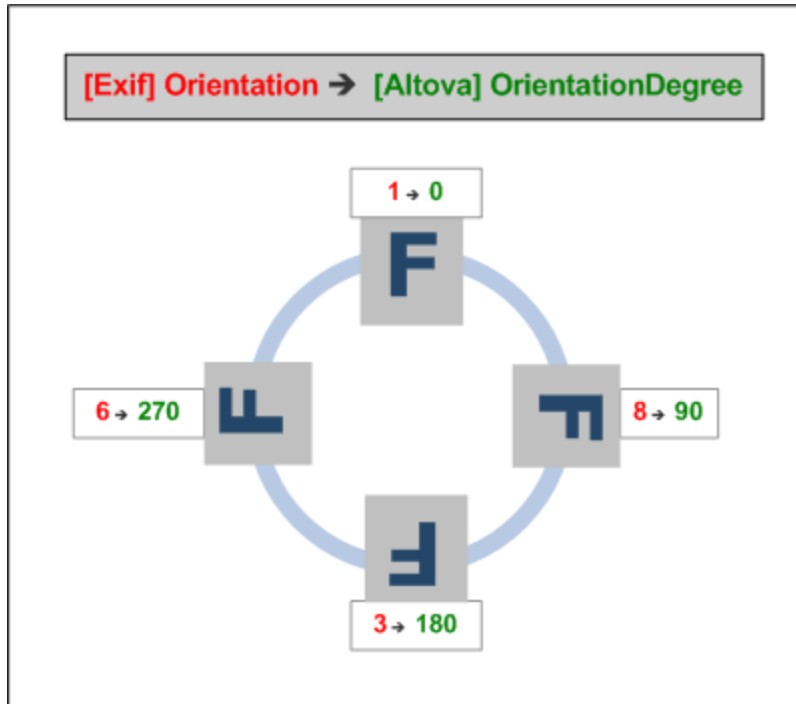 [Exif] Orientation → [Altova] OrientationDegree
1 → 0
F
F
6 → 270
F
8 → 90
F
3 → 180